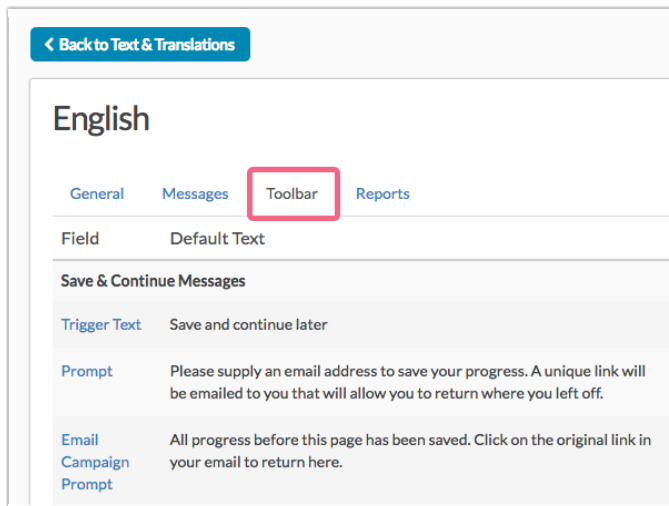 Back to Text & Translations
English
General Messages Toolbar Reports
Field Default Text
Save & Continue Messages
Trigger Text Save and continue later
Prompt Please supply an email address to save your progress. A unique link will
be emailed to you that will allow you to return where you left off.
Email All progress before this page has been saved. Click on the original link in
Campaign your email to return here.
Prompt